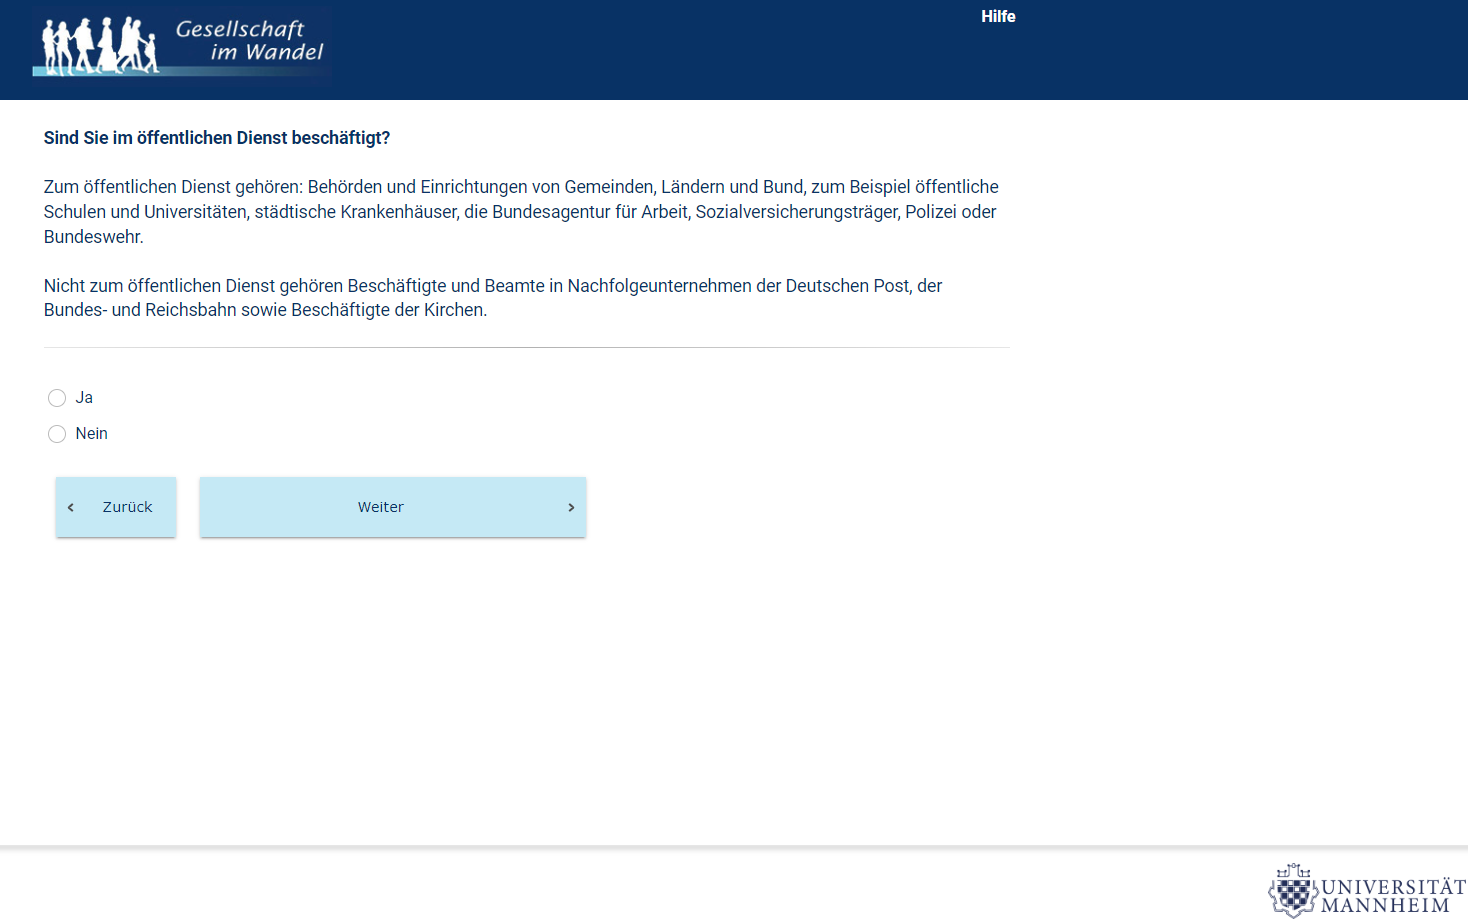 Gesellschaft
im Wandel
Hilfe
Sind Sie im öffentlichen Dienst beschäftigt?
Zum öffentlichen Dienst gehören: Behörden und Einrichtungen von Gemeinden, Ländern und Bund, zum Beispiel öffentliche
Schulen und Universitäten, städtische Krankenhäuser, die Bundesagentur für Arbeit, Sozialversicherungsträger, Polizei oder
Bundeswehr.
Nicht zum öffentlichen Dienst gehören Beschäftigte und Beamte in Nachfolgeunternehmen der Deutschen Post, der
Bundes- und Reichsbahn sowie Beschäftigte der Kirchen.
Ja
Nein
Zurück
Weiter
UNIVERSITÄT
MANNHEIM